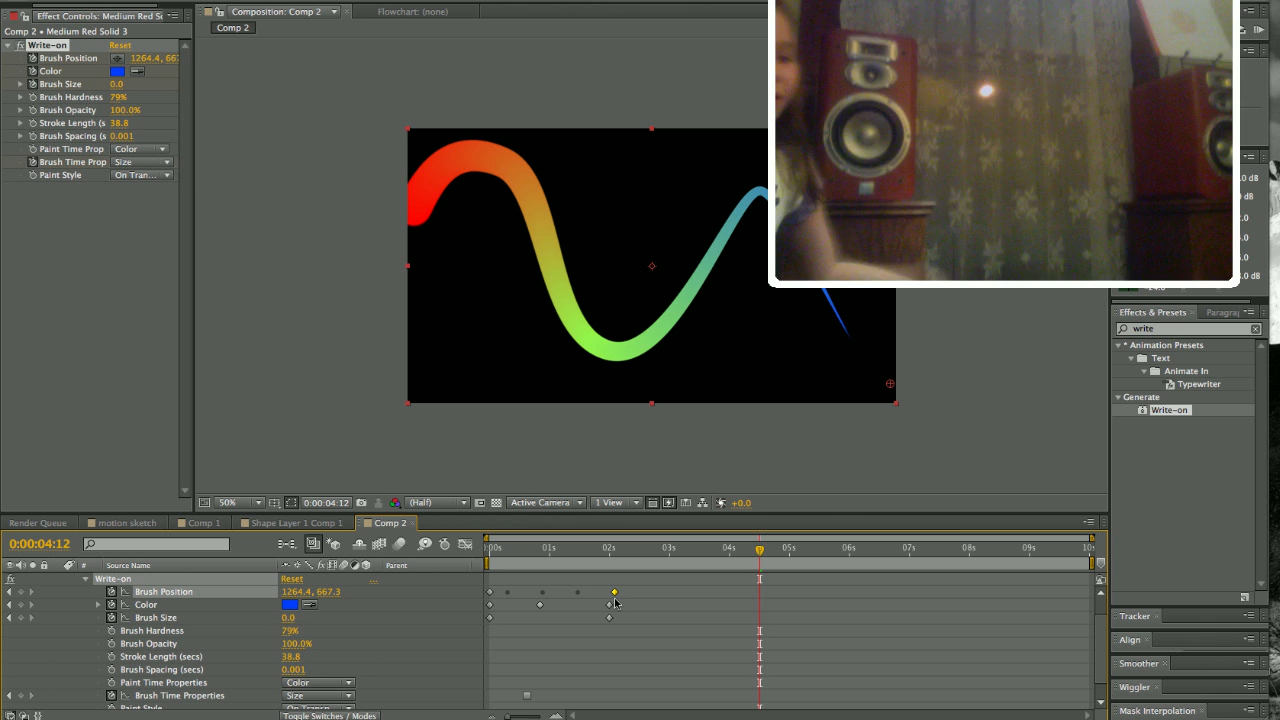 Effect Controls: Medium Red So
Comp 2 • Medium Red Solid 3
fx Write-on Reset
Brush Position 1264.4, 667
Color
Brush Size 0.0
Brush Hardness 79%
Brush Opacity 100.0%
Stroke Length (s 38.8
Brush Spacing (s 0.001
Paint Time Prop Color
Brush Time Prop Size
Paint Style On Tran...
Composition: Comp 2
Flowchart: (none)
Comp 2
50%
0:00:04:12
(Half)
Active Camera
1 View
+0.0
Effects & Presets
Paragra
write
* Animation Presets
Text
Animate In
Typewriter
Generate
Write-on
Tracker
Align
Smoother
Wiggler
Mask Interpolation
Render Queue
motion sketch
Comp 1
Shape Layer 1 Comp 1
Comp 2
0:00:04:12
# Source Name
Parent
:00s 01s 02s 03s 04s 05s 06s 07s 08s 09s 10s
fx Write-on Reset ...
Brush Position 1264.4, 667.3
Color
Brush Size 0.0
Brush Hardness 79%
Brush Opacity 100.0%
Stroke Length (secs) 38.8
Brush Spacing (secs) 0.001
Paint Time Properties Color
Brush Time Properties Size
Toggle Switches / Modes